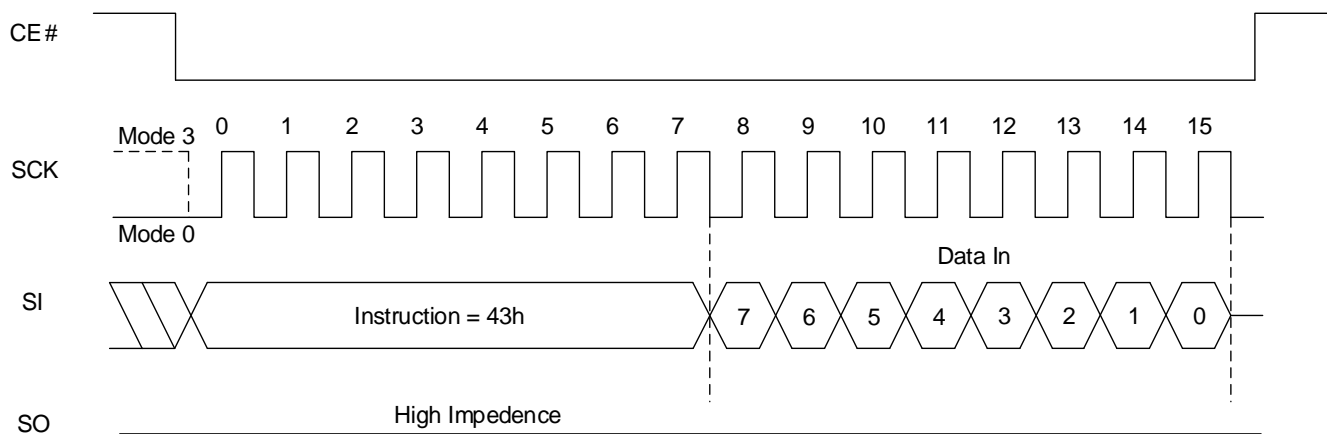 CE#
0 1 2 3 4 5 6 7 8 9 10 11 12 13 14 15
Mode 3
SCK
Mode 0
Data In
SI
Instruction = 43h
7 6 5 4 3 2 1 0
High Impedence
SO